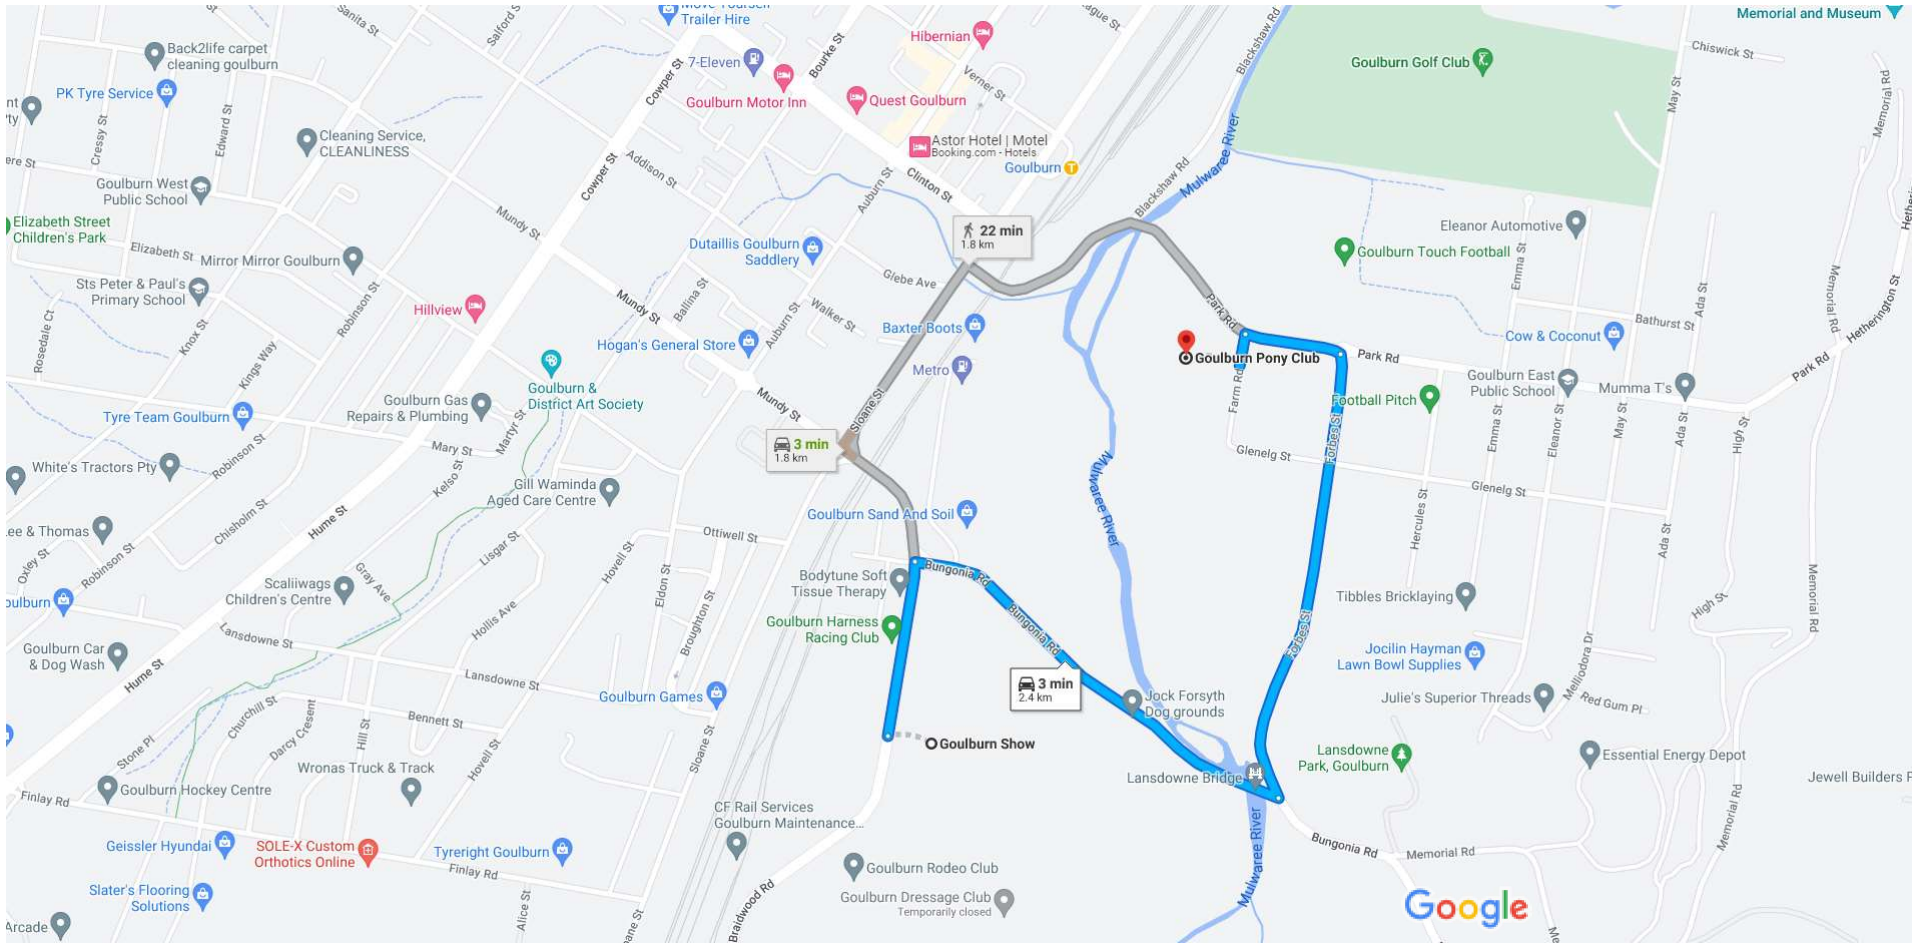 Move Yourself
Trailer Hire
Memorial and Museum
Sanita St
Salford St
Bourke St
Hibernian
Blackshaw Rd
Chiswick St
Back2life carpet
cleaning goulburn
7-Eleven
Verner St
Goulburn Golf Club
Cowper St
PK Tyre Service
Goulburn Motor Inn
Quest Goulburn
May St
Memorial Rd
Cressy St
Edward St
Cleaning Service,
CLEANLINESS
Astor Hotel | Motel
Booking.com - Hotels
Goulburn
Addison St
Clinton St
Mulwaree River
Blackshaw Rd
Goulburn West
Public School
Cowper St
Auburn St
Elizabeth Street
Children's Park
Mundy St
22 min
1.8 km
Eleanor Automotive
Elizabeth St
Mirror Mirror Goulburn
Dutaillis Goulburn
Saddlery
Goulburn Touch Football
Emma St
Ada St
Memorial Rd
Hetherington St
Sts Peter & Paul's
Primary School
Glebe Ave
Ballina St
Mundy St
Hillview
Robinson St
Walker St
Auburn St
Park Rd
Bathurst St
Rosedale Ct
Knox St
Baxter Boots
Cow & Coconut
Hogan's General Store
Kings Way
Goulburn Pony Club
Park Rd
Park Rd
Metro
Goulburn East
Public School
Mumma T's
Goulburn &
District Art Society
Goulburn Gas
Repairs & Plumbing
Farm Rd
Football Pitch
Tyre Team Goulburn
Mundy St
Sloane St
Martyr St
Forbes St
Emma St
Eleanor St
May St
Ada St
High St
Robinson St
Mary St
3 min
1.8 km
Glenelg St
White's Tractors Pty
Kelso St
Gill Waminda
Aged Care Centre
Mulwaree River
Glenelg St
Chisholm St
Hume St
Goulburn Sand And Soil
Hercules St
Ottiwell St
Lisgar St
Ada St
Oxley St
Robinson St
Gray Ave
Hovell St
Eldon St
Bodytune Soft
Tissue Therapy
Bungonia Rd
Scaliiwags
Children's Centre
Tibbles Bricklaying
High St
Memorial Rd
Hollis Ave
Broughton St
Goulburn Harness
Racing Club
Bungonia Rd
Forbes St
Lansdowne St
Goulburn Car
& Dog Wash
Jocilin Hayman
Lawn Bowl Supplies
Melliodora Dr
Hume St
Lansdowne St
Goulburn Games
3 min
2.4 km
Jock Forsyth
Dog grounds
Julie's Superior Threads
Red Gum Pl
Churchill St
Darcy Crescent
Bennett St
Stone Pl
Hill St
Hovell St
Sloane St
Goulburn Show
Lansdowne
Park, Goulburn
Essential Energy Depot
Wronas Truck & Track
Lansdowne Bridge
Jewell Builders
Goulburn Hockey Centre
Finlay Rd
CF Rail Services
Goulburn Maintenance...
Memorial Rd
Geissler Hyundai
SOLE-X Custom
Orthotics Online
Tyreright Goulburn
Mulwaree River
Bungonia Rd
Memorial Rd
Finlay Rd
Goulburn Rodeo Club
Slater's Flooring
Solutions
Goulburn Dressage Club
Temporarily closed
Google
Alice St
Braidwood Rd
Arcade